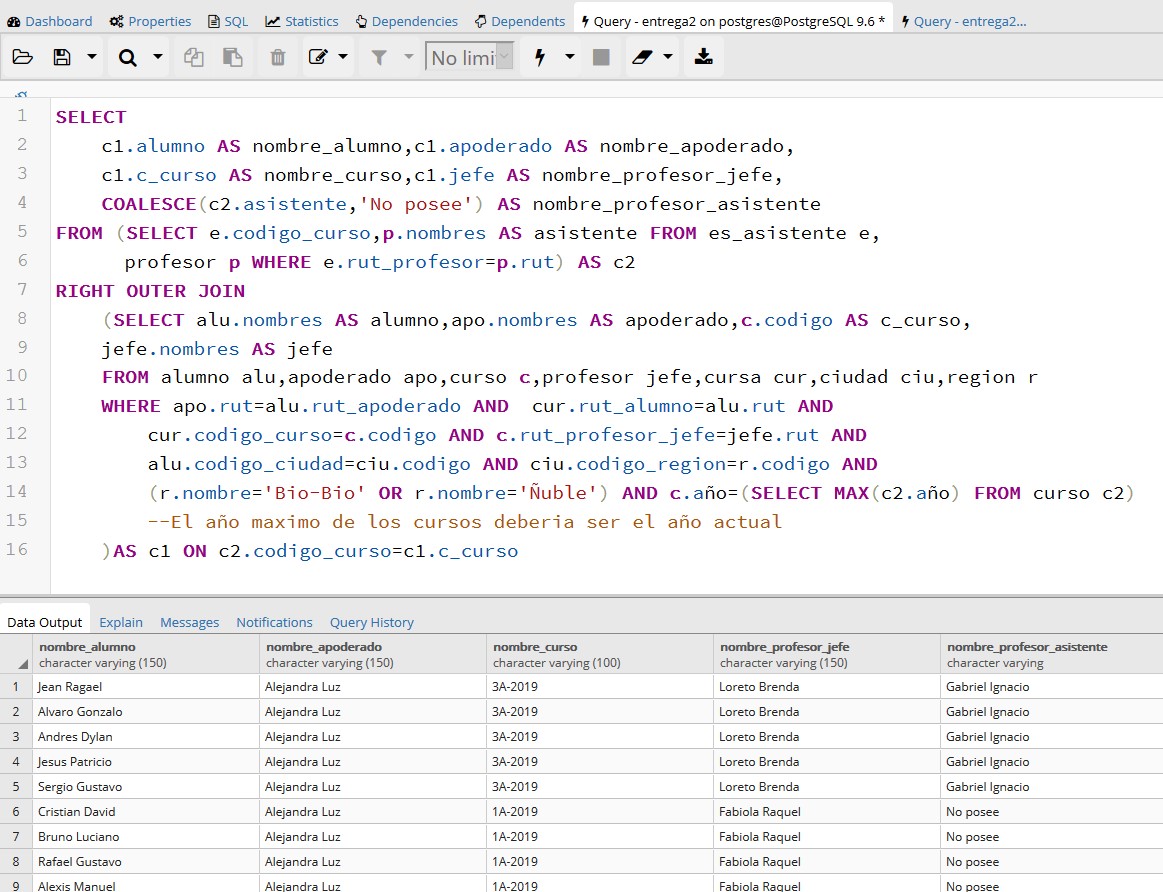 Dashboard Properties SQL Statistics Dependencies Dependents Query - entrega2 on postgres@PostgreSQL 9.6 * Query - entrega2...
No limi
1 SELECT
2 c1.alumno AS nombre_alumno,c1.apoderado AS nombre_apoderado,
3 c1.c_curso AS nombre_curso,c1.jefe AS nombre_profesor_jefe,
4 COALESCE(c2.asistente,'No posee') AS nombre_profesor_asistente
5 FROM (SELECT e.codigo_curso,p.nombres AS asistente FROM es_asistente e,
6 profesor p WHERE e.rut_profesor=p.rut) AS c2
7 RIGHT OUTER JOIN
8 (SELECT alu.nombres AS alumno,apo.nombres AS apoderado,c.codigo AS c_curso,
9 jefe.nombres AS jefe
10 FROM alumno alu,apoderado apo,curso c,profesor jefe,cursa cur,ciudad ciu,region r
11 WHERE apo.rut=alu.rut_apoderado AND  cur.rut_alumno=alu.rut AND
12 cur.codigo_curso=c.codigo AND c.rut_profesor_jefe=jefe.rut AND
13 alu.codigo_ciudad=ciu.codigo AND ciu.codigo_region=r.codigo AND
14 (r.nombre='Bio-Bio' OR r.nombre='Ñuble') AND c.año=(SELECT MAX(c2.año) FROM curso c2)
15 --El año maximo de los cursos deberia ser el año actual
16 )AS c1 ON c2.codigo_curso=c1.c_curso
Data Output Explain Messages Notifications Query History
nombre_alumno nombre_apoderado nombre_curso nombre_profesor_jefe nombre_profesor_asistente
character varying (150) character varying (150) character varying (100) character varying (150) character varying
1 Jean Ragael Alejandra Luz 3A-2019 Loreto Brenda Gabriel Ignacio
2 Alvaro Gonzalo Alejandra Luz 3A-2019 Loreto Brenda Gabriel Ignacio
3 Andres Dylan Alejandra Luz 3A-2019 Loreto Brenda Gabriel Ignacio
4 Jesus Patricio Alejandra Luz 3A-2019 Loreto Brenda Gabriel Ignacio
5 Sergio Gustavo Alejandra Luz 3A-2019 Loreto Brenda Gabriel Ignacio
6 Cristian David Alejandra Luz 1A-2019 Fabiola Raquel No posee
7 Bruno Luciano Alejandra Luz 1A-2019 Fabiola Raquel No posee
8 Rafael Gustavo Alejandra Luz 1A-2019 Fabiola Raquel No posee
9 Alexis Manuel Alejandra Luz 1A-2019 Fabiola Raquel No posee